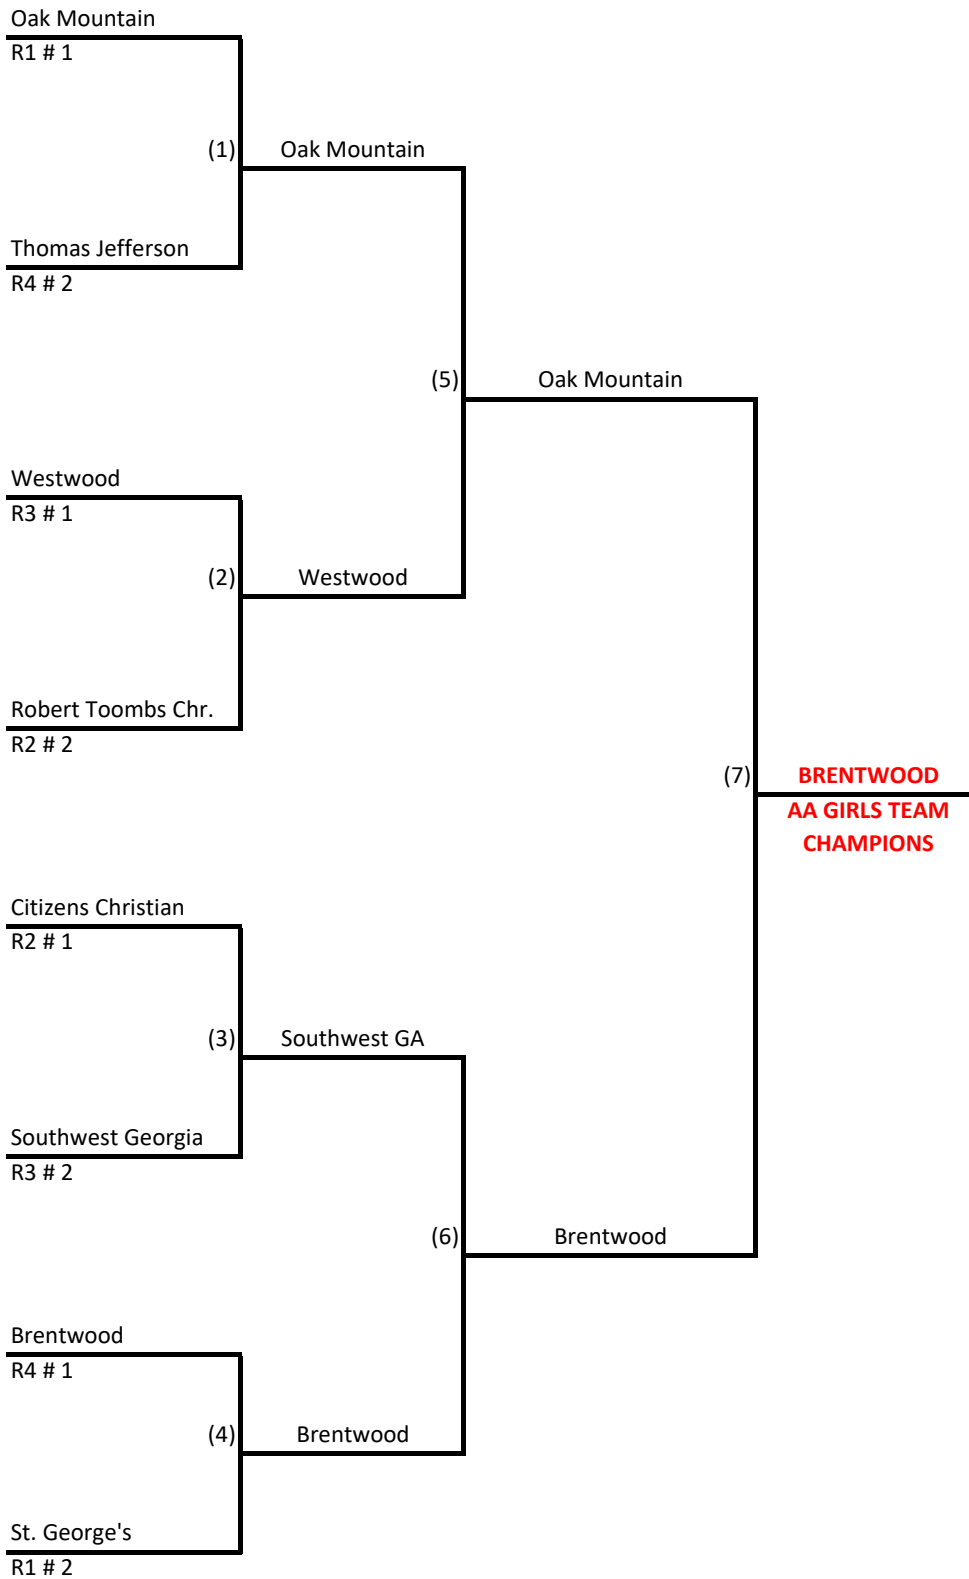 Oak Mountain
R1 # 1
(1) Oak Mountain
Thomas Jefferson
R4 # 2
(5) Oak Mountain
Westwood
R3 # 1
(2) Westwood
Robert Toombs Chr.
R2 # 2
(7) BRENTWOOD
AA GIRLS TEAM
CHAMPIONS
Citizens Christian
R2 # 1
(3) Southwest GA
Southwest Georgia
R3 # 2
(6) Brentwood
Brentwood
R4 # 1
(4) Brentwood
St. George's
R1 # 2